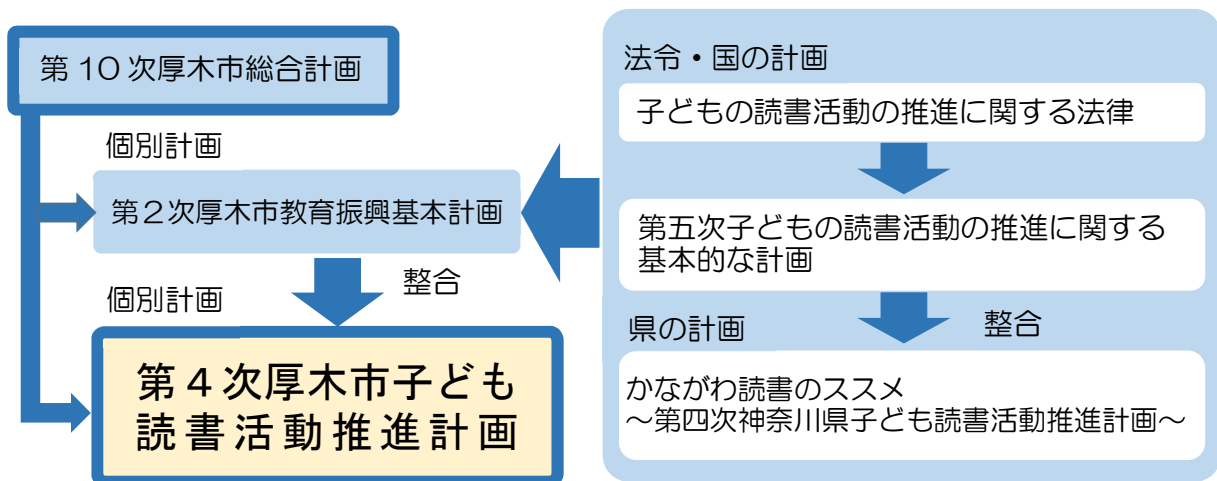 第10次厚木市総合計画
個別計画
第2次厚木市教育振興基本計画
整合
個別計画
第4次厚木市子ども
読書活動推進計画
法令・国の計画
子どもの読書活動の推進に関する法律
第五次子どもの読書活動の推進に関する
基本的な計画
県の計画
整合
かながわ読書のススメ
~第四次神奈川県子ども読書活動推進計画~